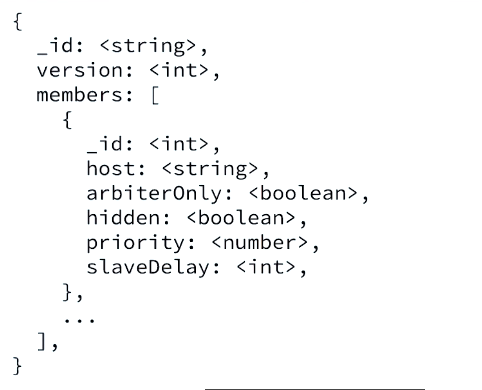 {
  _id: <string>,
  version: <int>,
  members: [
    {
      _id: <int>,
      host: <string>,
      arbiterOnly: <boolean>,
      hidden: <boolean>,
      priority: <number>,
      slaveDelay: <int>,
    },
    ...
  ],
}